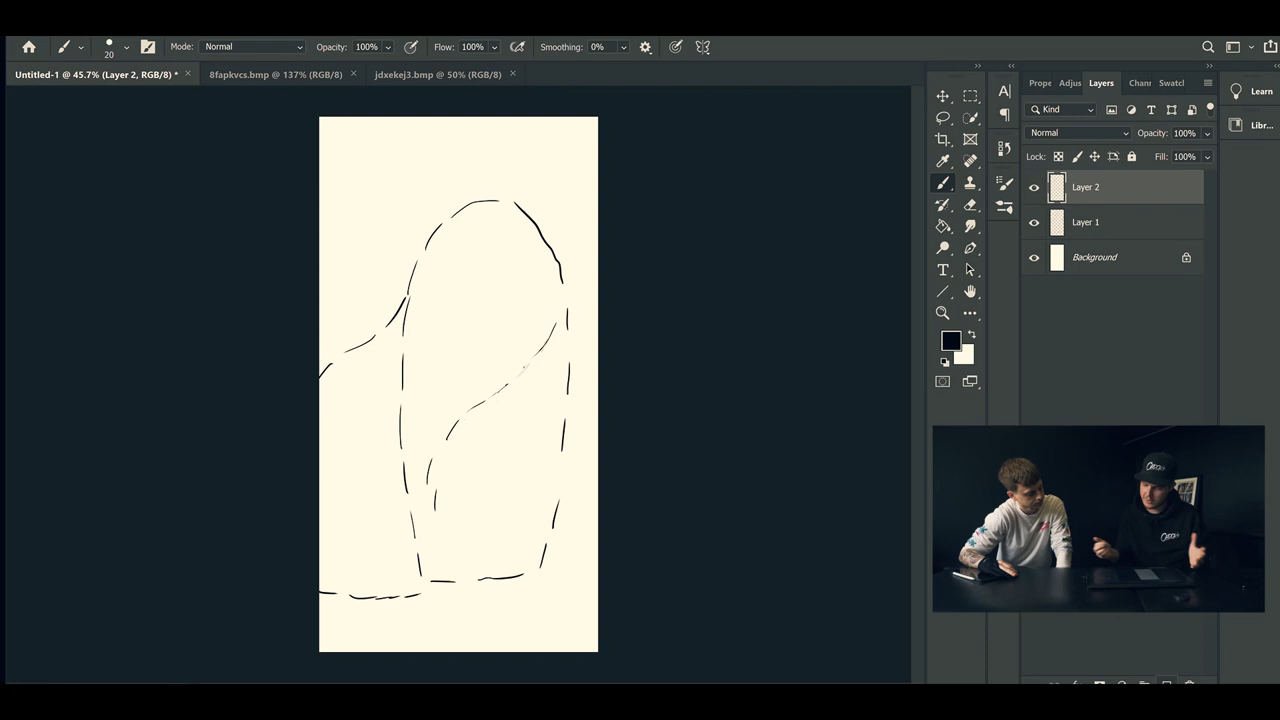 20
Mode: Normal
Opacity: 100%
Flow: 100%
Smoothing: 0%
Untitled-1 @ 45.7% (Layer 2, RGB/8) *
8fapkvcs.bmp @ 137% (RGB/8)
jdxekej3.bmp @ 50% (RGB/8)
Prope
Adjus
Layers
Chanr
Swatcl
Learn
Kind
Libr...
Normal
Opacity: 100%
Lock:
Fill: 100%
Layer 2
Layer 1
Background